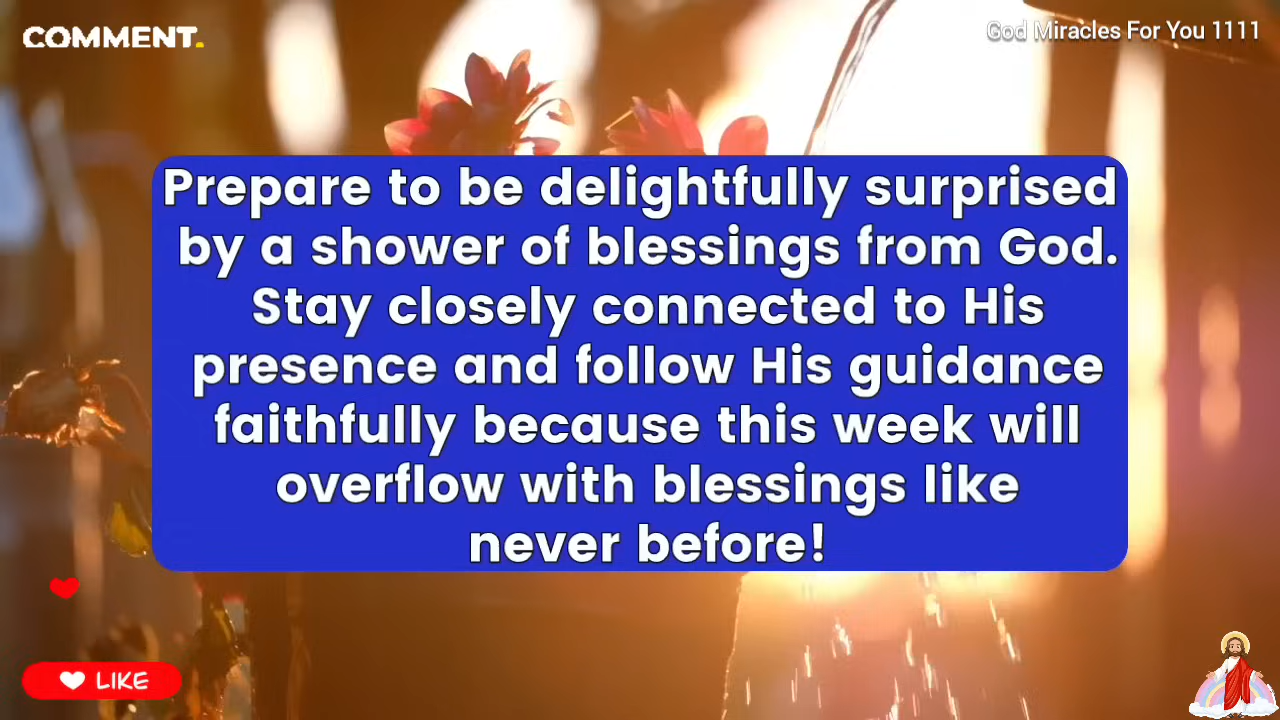 COMMENT.
God Miracles For You 1111
Prepare to be delightfully surprised
by a shower of blessings from God.
Stay closely connected to His
presence and follow His guidance
faithfully because this week will
overflow with blessings like
never before!
LIKE